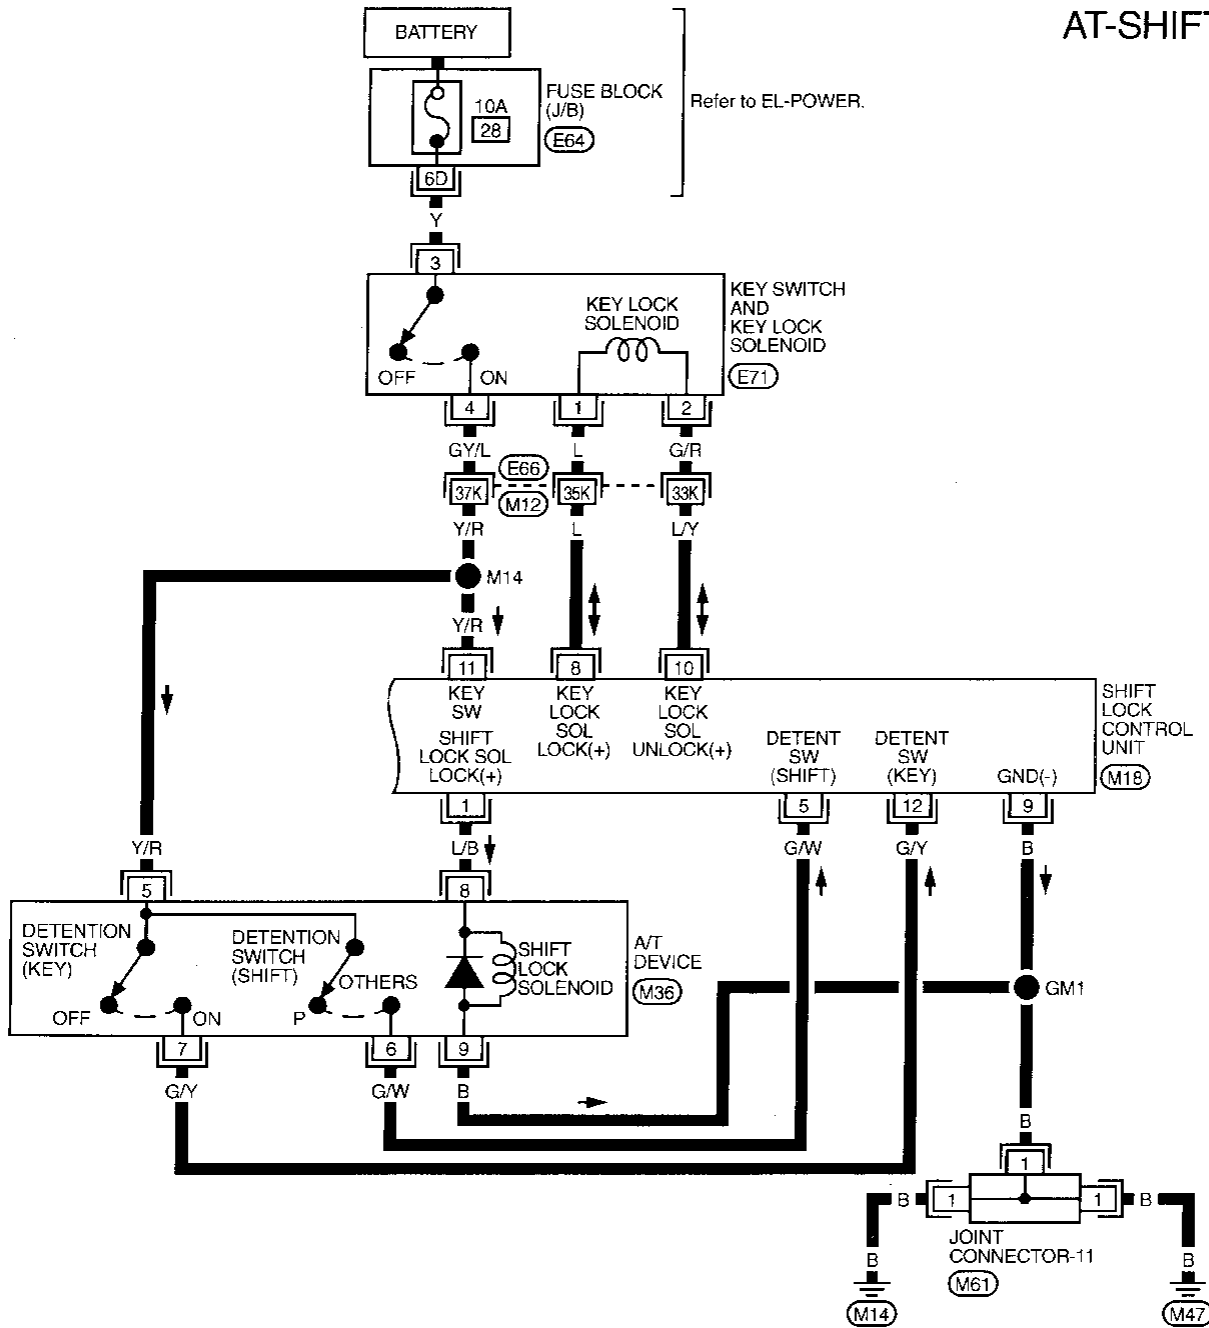 AT-SHIFT
BATTERY
FUSE BLOCK
(J/B)
E64
10A
28
Refer to EL-POWER.
6D
Y
3
KEY LOCK
SOLENOID
KEY SWITCH
AND
KEY LOCK
SOLENOID
E71
OFF
ON
4
1
2
GY/L
L
G/R
E66
37K
35K
33K
M12
Y/R
L
L/Y
M14
Y/R
11
8
10
KEY
SW
KEY
LOCK
SOL
LOCK(+)
KEY
LOCK
SOL
UNLOCK(+)
SHIFT
LOCK SOL
LOCK(+)
DETENT
SW
(SHIFT)
DETENT
SW
(KEY)
GND(-)
SHIFT
LOCK
CONTROL
UNIT
M18
1
5
12
9
Y/R
L/B
G/W
G/Y
B
5
8
DETENTION
SWITCH
(KEY)
DETENTION
SWITCH
(SHIFT)
SHIFT
LOCK
SOLENOID
A/T
DEVICE
M36
OTHERS
OFF
ON
P
GM1
7
6
9
G/Y
G/W
B
B
1
B
1
1
B
JOINT
CONNECTOR-11
M61
B
B
M14
M47